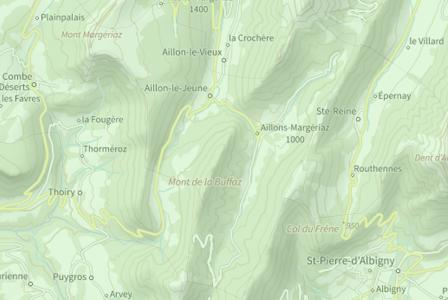 Plainpalais
1400
Mont Margériaz
la Crochère
le Villard
Aillon-le-Vieux
Combe
Déserts
les Favres
Aillon-le-Jeune
Épernay
la Fougère
Ste-Reine
Aillons-Margériaz
1000
Thorméroz
Dent d'A
Routhennes
Mont de la Buffaz
Thoiry
Col du Frêne
950
St-Pierre-d'Albigny
rienne
Puygros
Albigny
Arvey